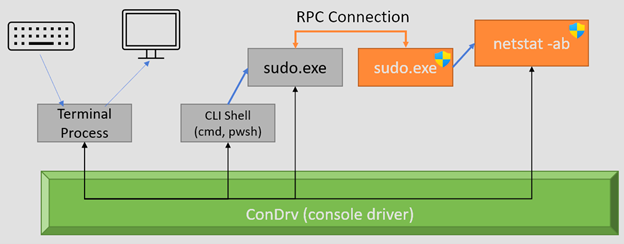 RPC Connection
sudo.exe
sudo.exe
netstat -ab
Terminal
Process
CLI Shell
(cmd, pwsh)
ConDrv (console driver)